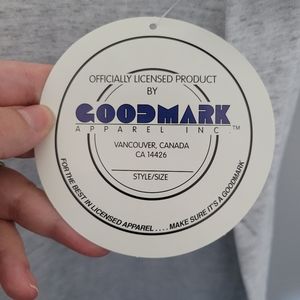 OFFICIALLY LICENSED PRODUCT
BY
GOODMARK
APPAREL INC.™
VANCOUVER, CANADA
CA 14426
STYLE/SIZE
FOR THE BEST IN LICENSED APPAREL .... MAKE SURE IT'S A GOODMARK